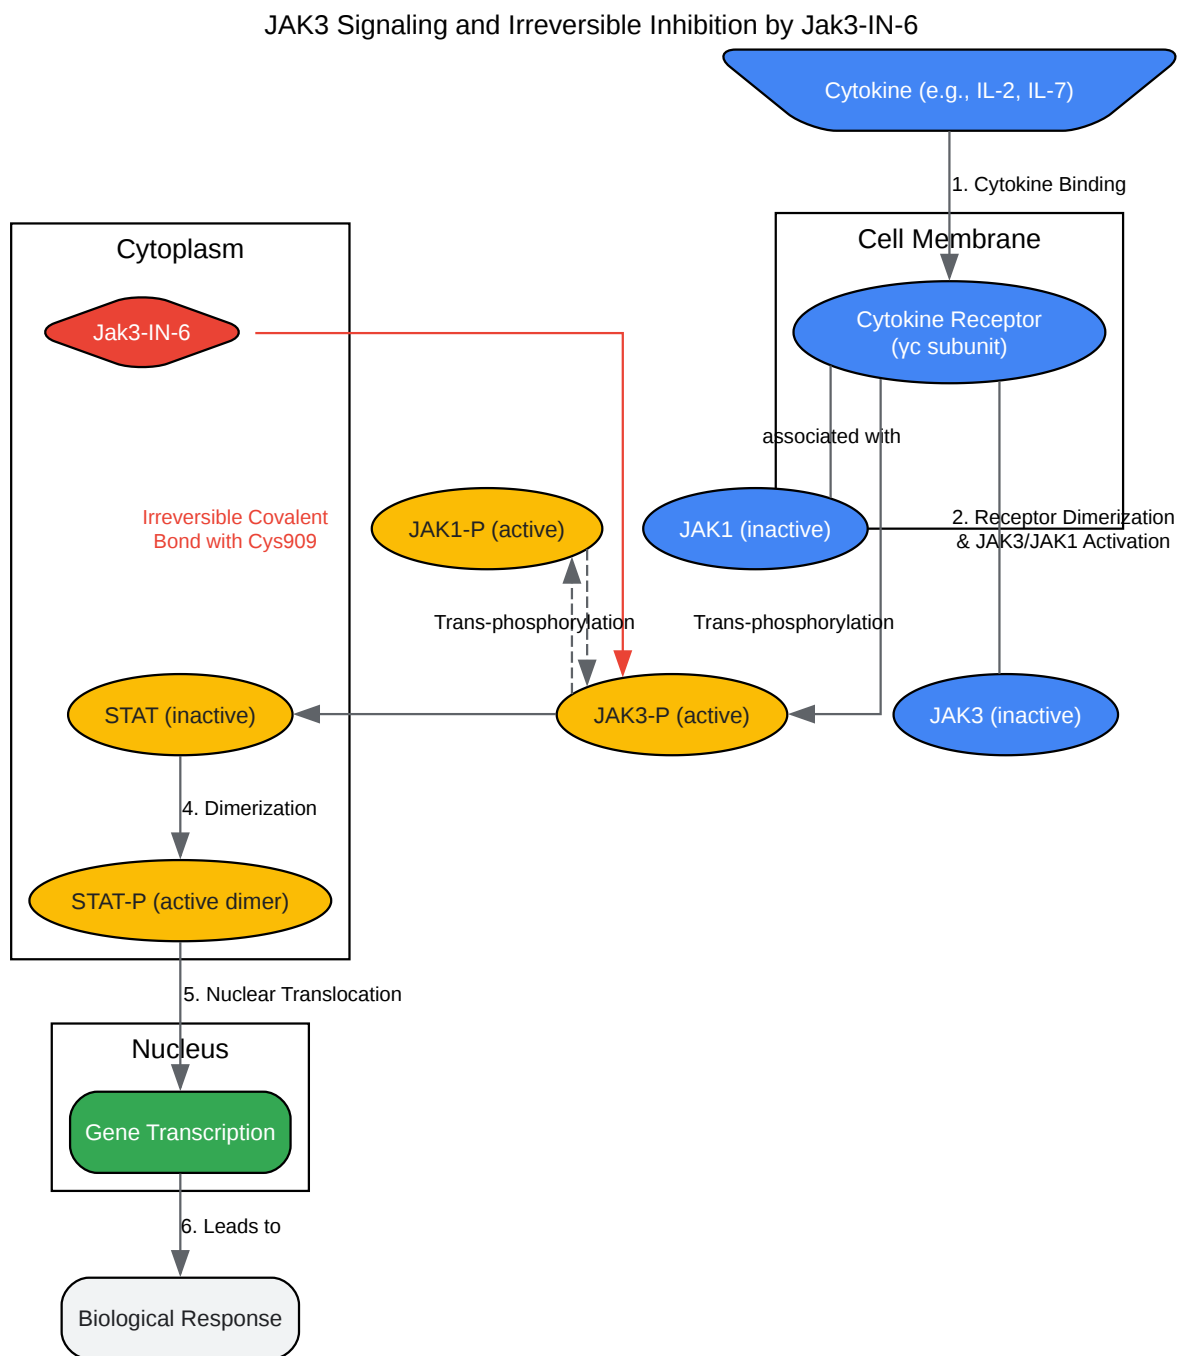 JAK3 Signaling and Irreversible Inhibition by Jak3-IN-6
Cytokine (e.g., IL-2, IL-7)
1. Cytokine Binding
Cytoplasm
Cell Membrane
Jak3-IN-6
Cytokine Receptor
(γc subunit)
associated with
Irreversible Covalent
Bond with Cys909
JAK1-P (active)
JAK1 (inactive)
2. Receptor Dimerization
& JAK3/JAK1 Activation
Trans-phosphorylation
Trans-phosphorylation
STAT (inactive)
JAK3-P (active)
JAK3 (inactive)
4. Dimerization
STAT-P (active dimer)
5. Nuclear Translocation
Nucleus
Gene Transcription
6. Leads to
Biological Response